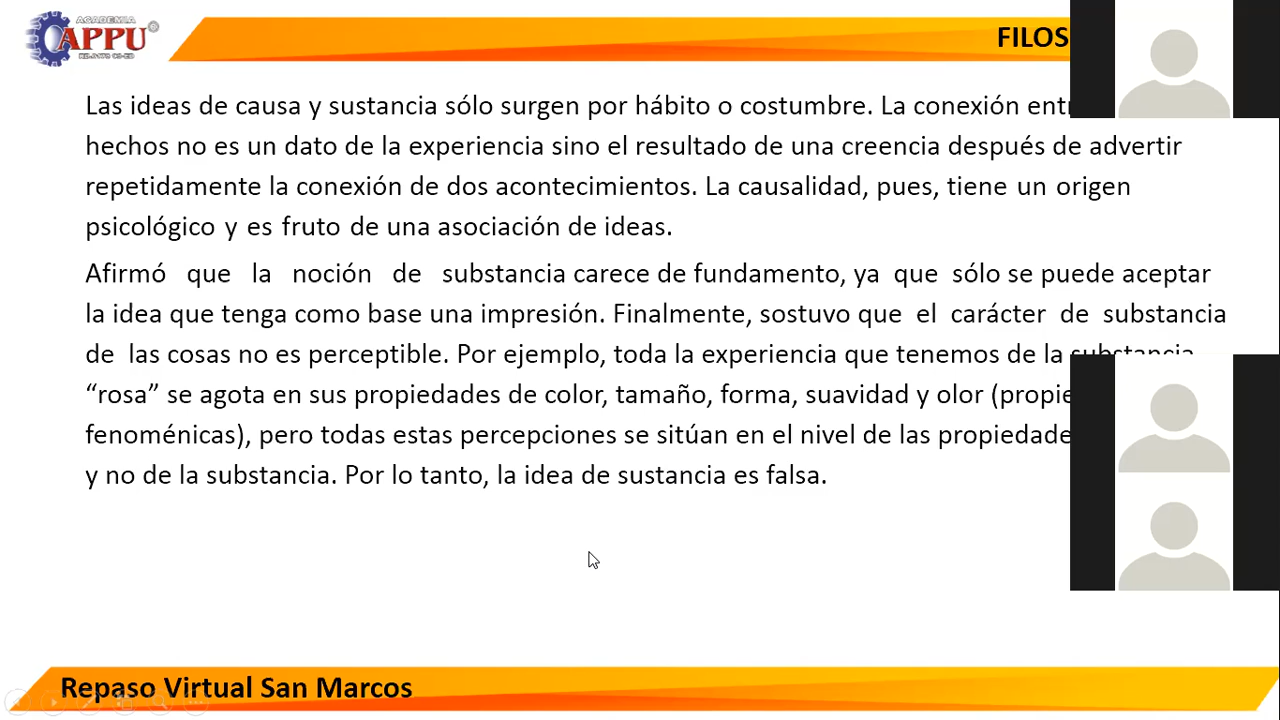 ACADEMIA
APPU
FILOS
Las ideas de causa y sustancia sólo surgen por hábito o costumbre. La conexión entr
hechos no es un dato de la experiencia sino el resultado de una creencia después de advertir
repetidamente la conexión de dos acontecimientos. La causalidad, pues, tiene un origen
psicológico y es fruto de una asociación de ideas.
Afirmó que la noción de substancia carece de fundamento, ya que sólo se puede aceptar
la idea que tenga como base una impresión. Finalmente, sostuvo que el carácter de substancia
de las cosas no es perceptible. Por ejemplo, toda la experiencia que tenemos de la substancia
“rosa” se agota en sus propiedades de color, tamaño, forma, suavidad y olor (propie
fenoménicas), pero todas estas percepciones se sitúan en el nivel de las propiedade
y no de la substancia. Por lo tanto, la idea de sustancia es falsa.
Repaso Virtual San Marcos